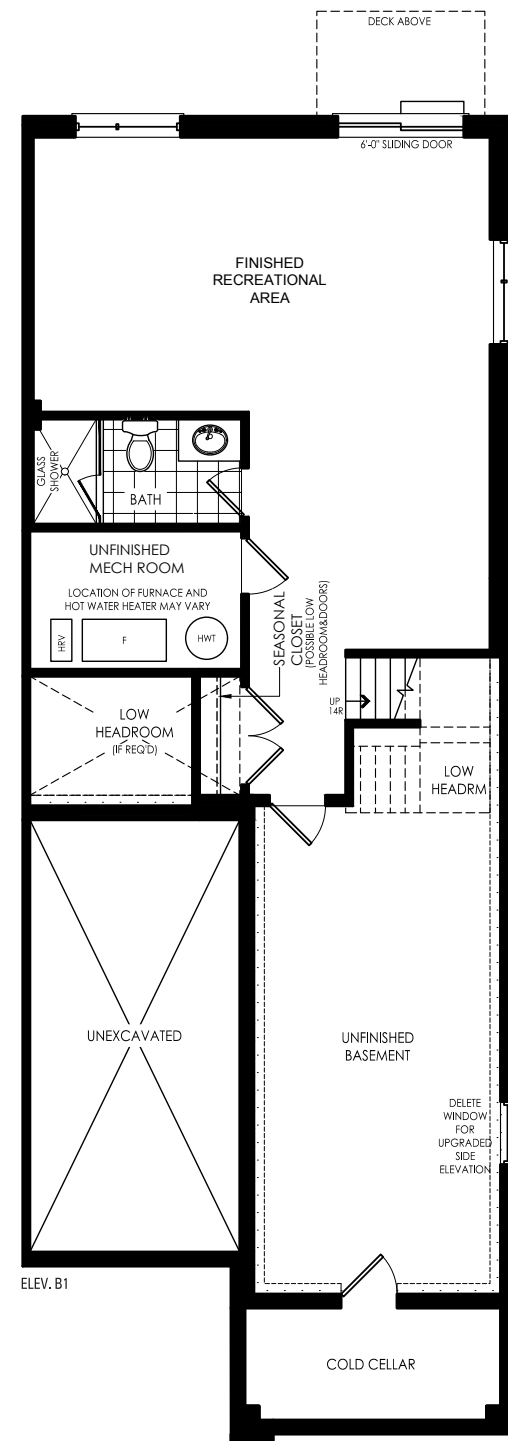 DECK ABOVE
6'-0" SLIDING DOOR
FINISHED
RECREATIONAL
AREA
GLASS
SHOWER
BATH
UNFINISHED
MECH ROOM
LOCATION OF FURNACE AND
HOT WATER HEATER MAY VARY
HRV
F
HWT
SEASONAL
CLOSET
(POSSIBLE LOW
HEADROOM&DOORS)
UP
14R
LOW
HEADROOM
(IF REQ'D)
LOW
HEADRM
UNEXCAVATED
UNFINISHED
BASEMENT
DELETE
WINDOW
FOR
UPGRADED
SIDE
ELEVATION
ELEV. B1
COLD CELLAR